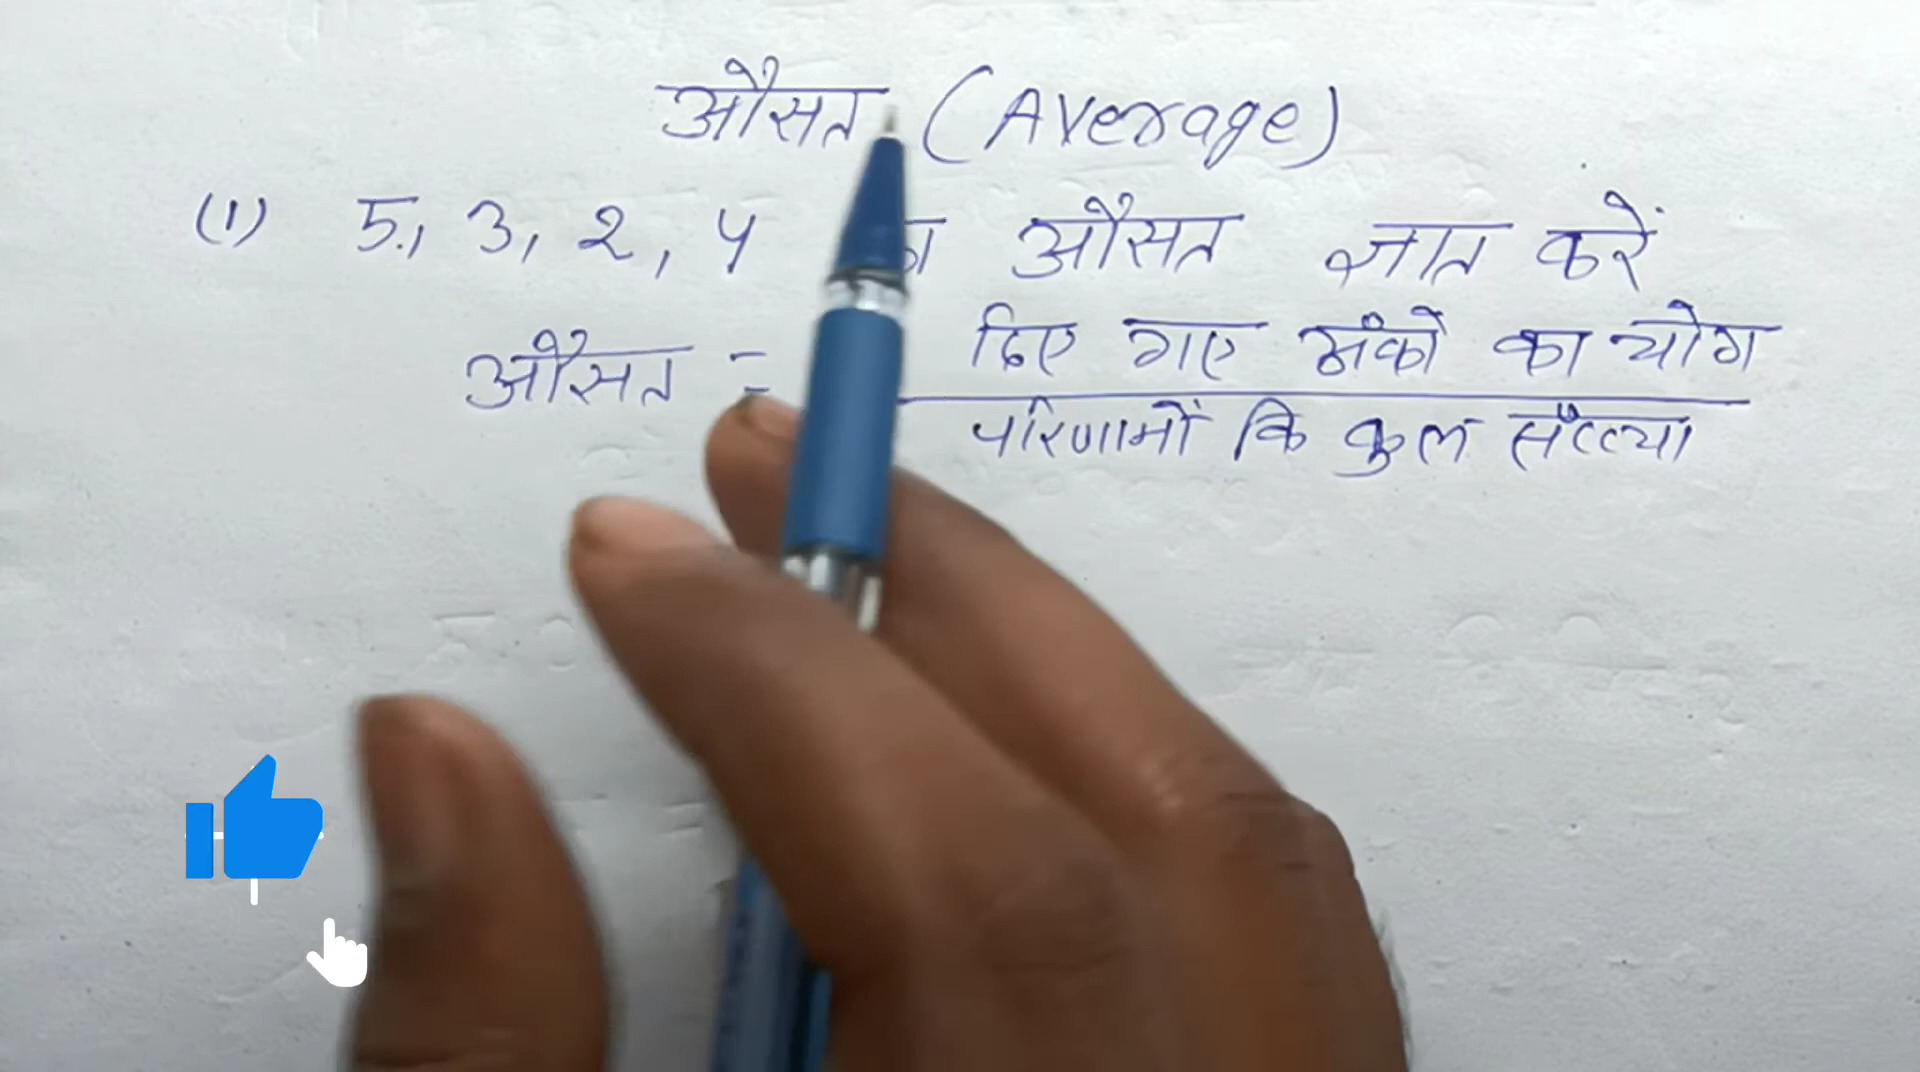 औसत (Average)
(1) 5, 3, 2, 4 औसत ज्ञात करें
औसत = दिए गए अंकों का योग
परिणामों कि कुल संख्या